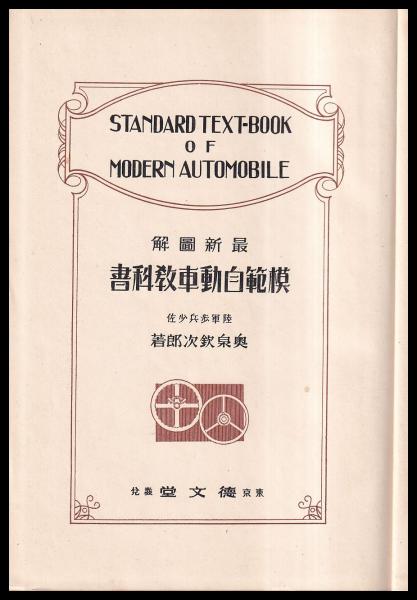 STANDARD TEXT-BOOK
OF
MODERN AUTOMOBILE
解圖新最
書科教車動自範模
佐少兵歩軍陸
著郎次欽泉奥
兌發 堂文德 京東